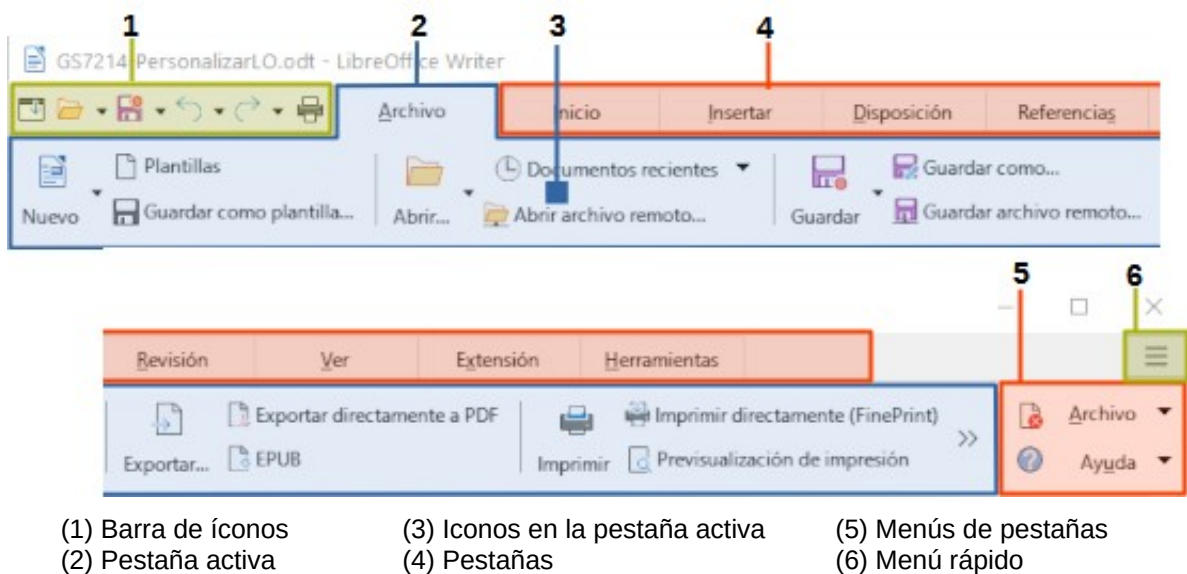 1 2 3 4
GS7214-PersonalizarLO.odt - LibreOffice Writer
Archivo Inicio Insertar Disposición Referencias
Plantillas Documentos recientes Guardar como...
Nuevo Guardar como plantilla... Abrir... Abrir archivo remoto... Guardar Guardar archivo remoto...
5 6
Revisión Ver Extensión Herramientas
Exportar directamente a PDF Imprimir directamente (FinePrint) Archivo
Exportar... EPUB Imprimir Previsualización de impresión Ayuda
(1) Barra de íconos (3) Iconos en la pestaña activa (5) Menús de pestañas
(2) Pestaña activa (4) Pestañas (6) Menú rápido